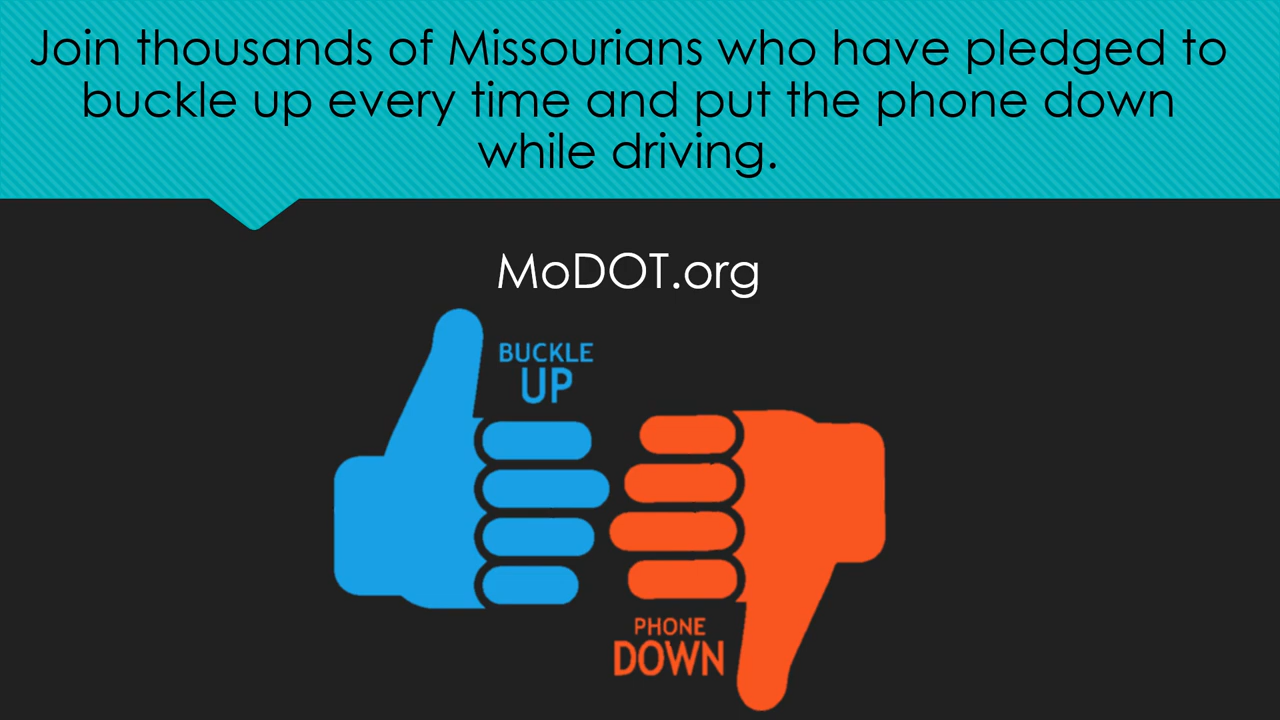 Join thousands of Missourians who have pledged to
buckle up every time and put the phone down
while driving.
MoDOT.org
BUCKLE
UP
PHONE
DOWN